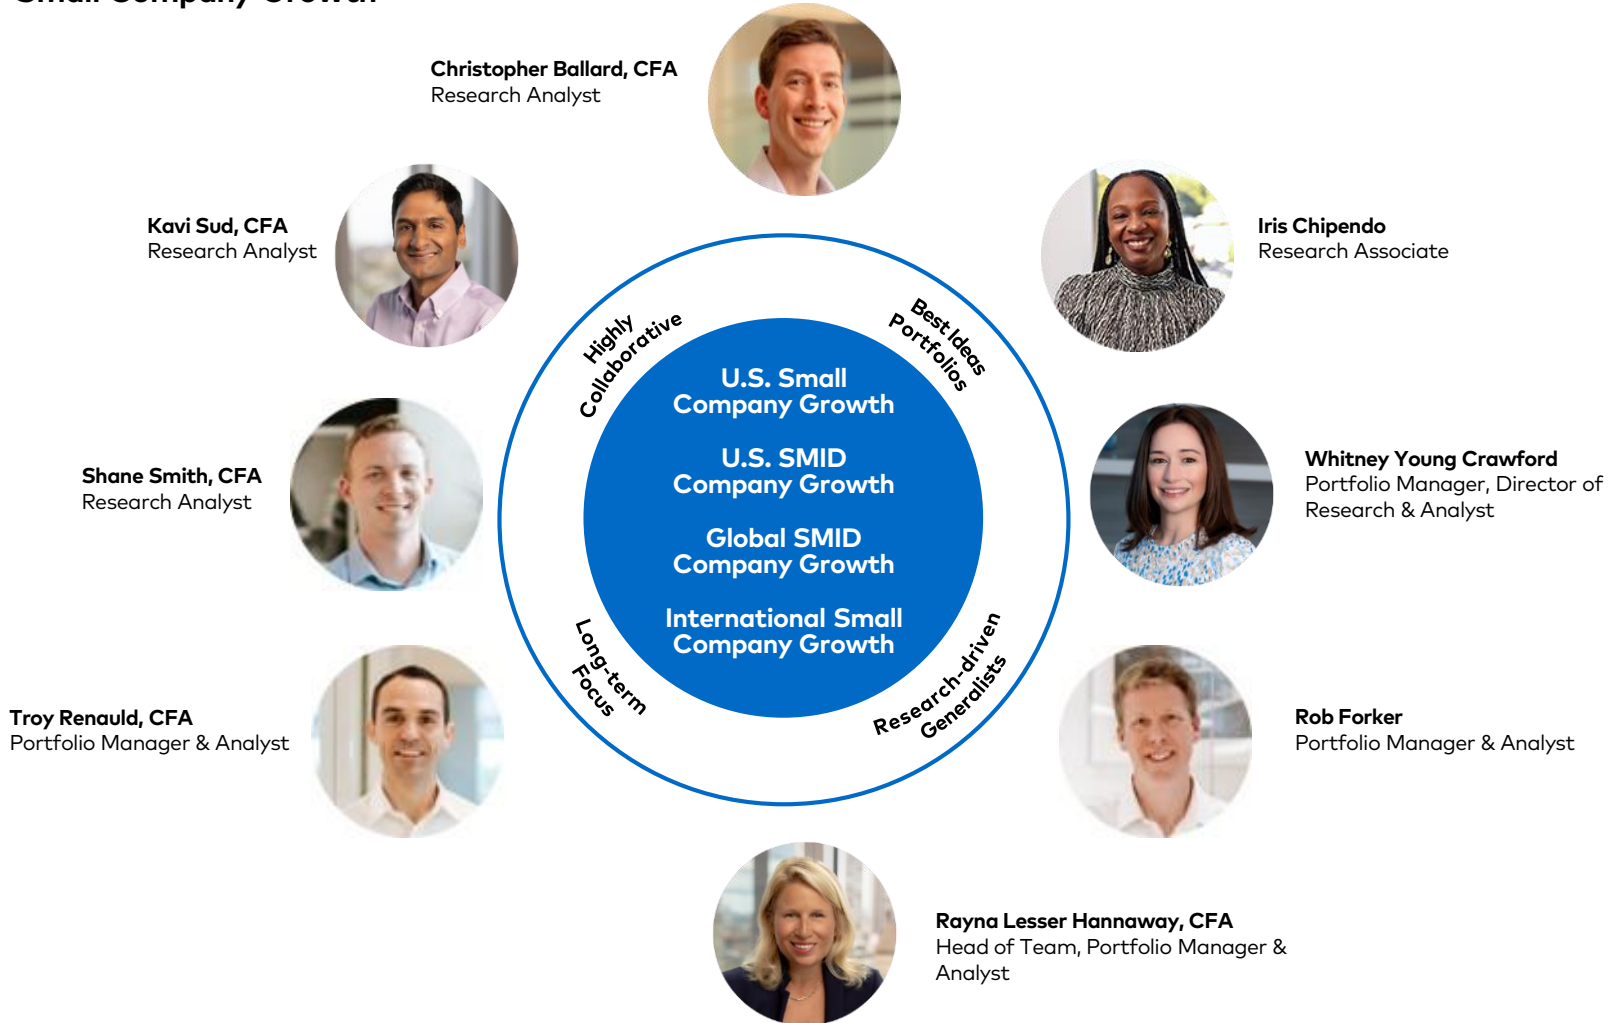 Small Company Growth
Christopher Ballard, CFA
Research Analyst
Kavi Sud, CFA
Research Analyst
Iris Chipendo
Research Associate
Highly
Collaborative
Best Ideas
Portfolios
U.S. Small
Company Growth
U.S. SMID
Company Growth
Global SMID
Company Growth
International Small
Company Growth
Shane Smith, CFA
Research Analyst
Whitney Young Crawford
Portfolio Manager, Director of
Research & Analyst
Long-term
Focus
Research-driven
Generalists
Troy Renauld, CFA
Portfolio Manager & Analyst
Rob Forker
Portfolio Manager & Analyst
Rayna Lesser Hannaway, CFA
Head of Team, Portfolio Manager &
Analyst